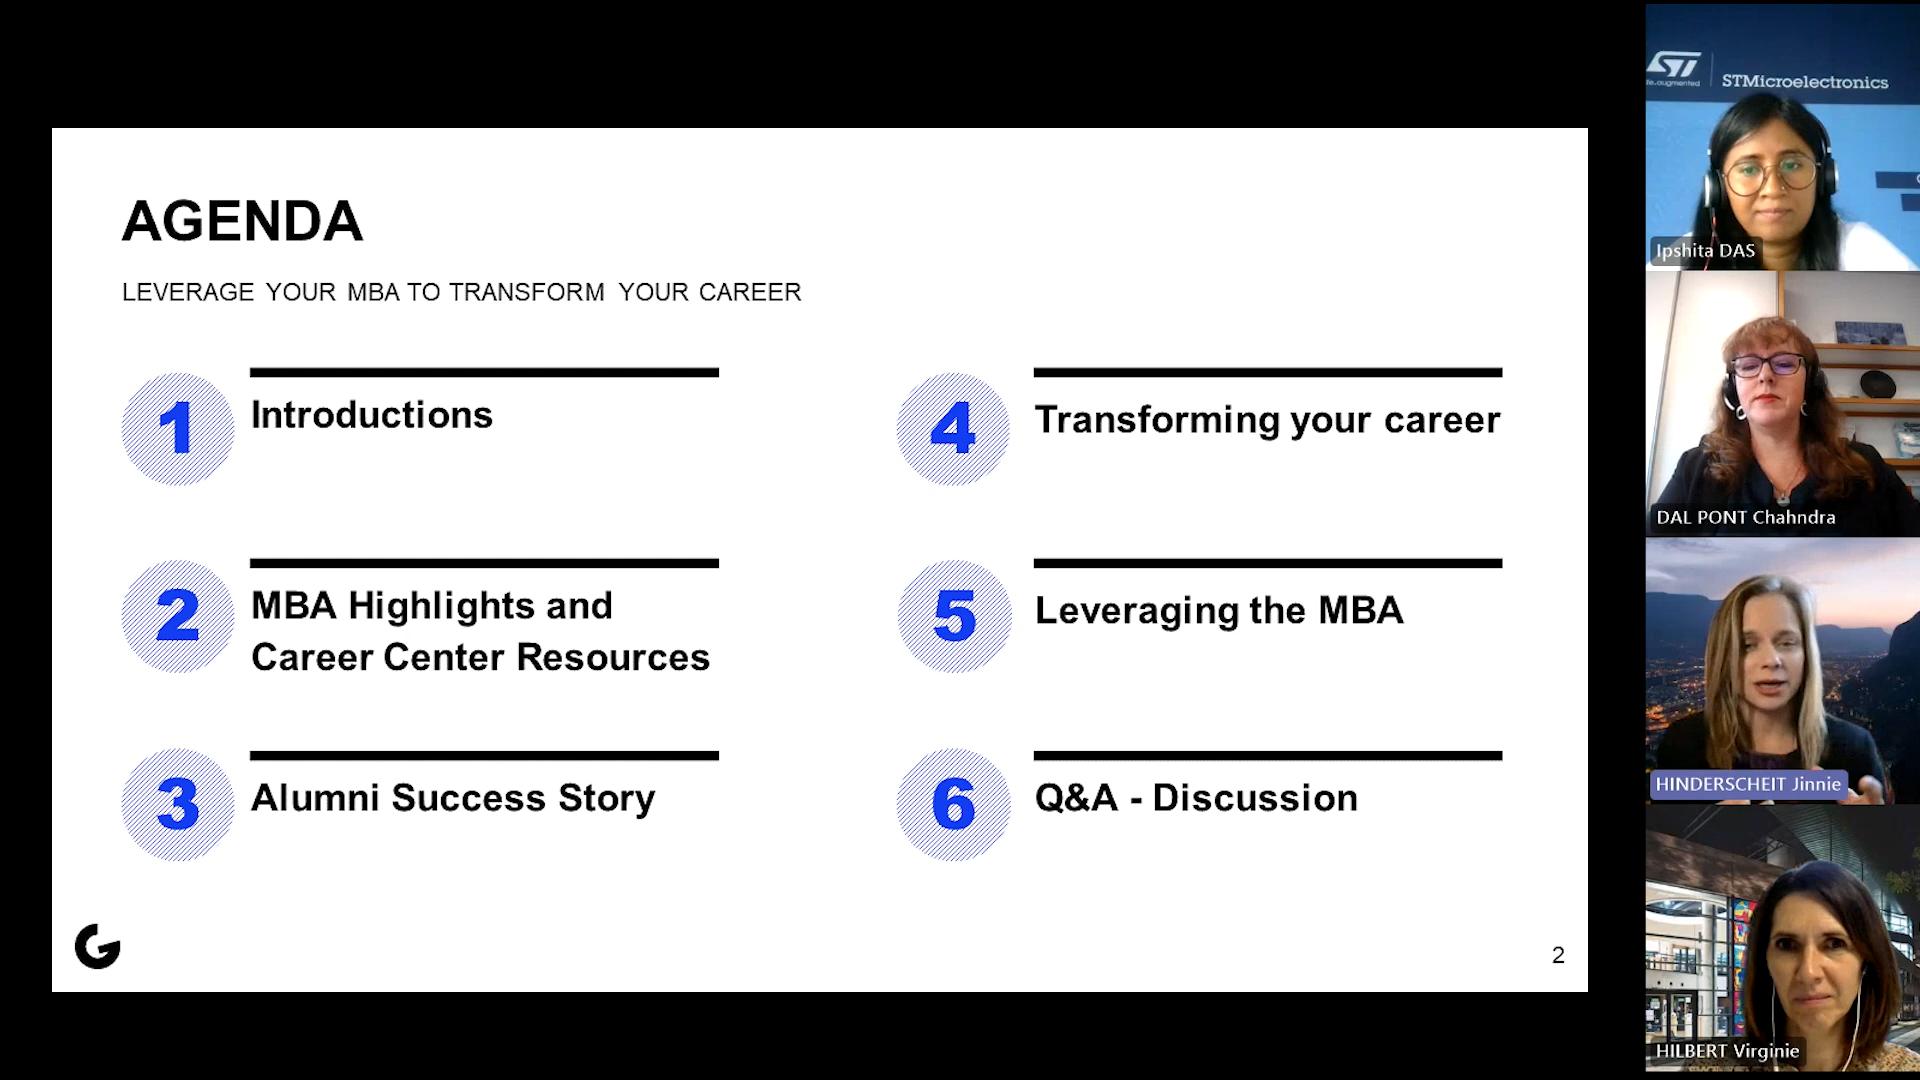 AGENDA
LEVERAGE YOUR MBA TO TRANSFORM YOUR CAREER
1
Introductions
2
MBA Highlights and
Career Center Resources
3
Alumni Success Story
4
Transforming your career
5
Leveraging the MBA
6
Q&A - Discussion
G
2
ST
STMicroelectronics
Ipshita DAS
DAL PONT Chahndra
HINDERSCHEIT Jinnie
HILBERT Virginie